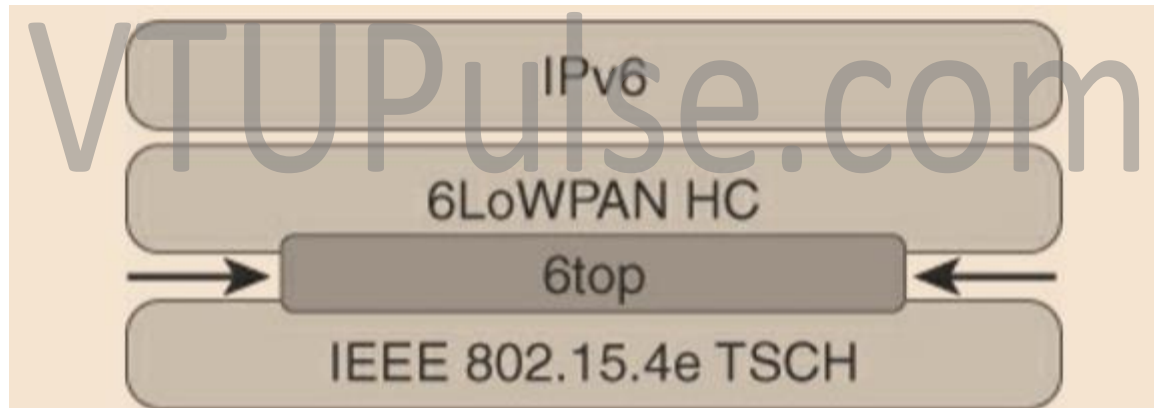 VTUPulse.com
IPv6
6LoWPAN HC
6top
IEEE 802.15.4e TSCH